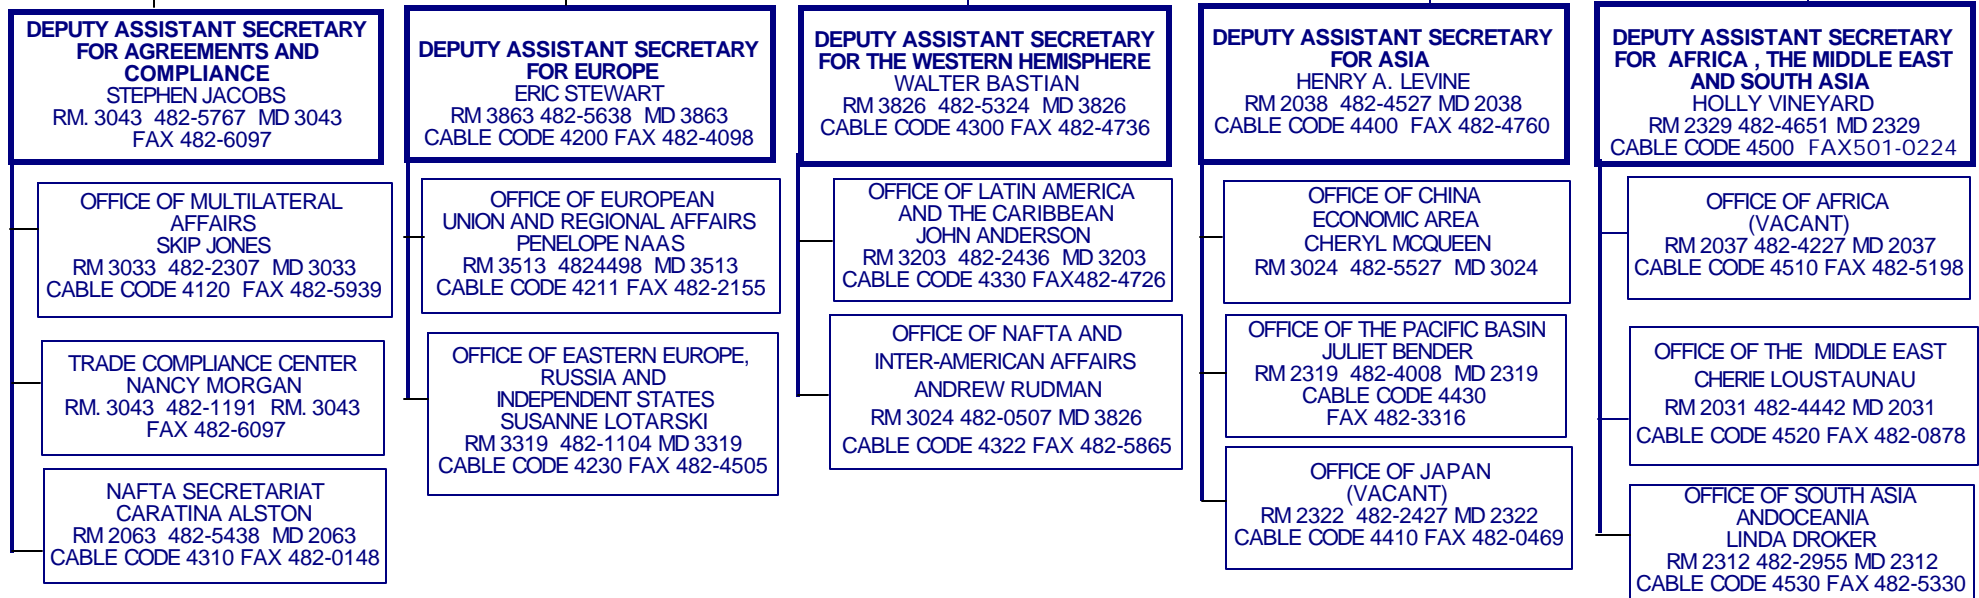 DEPUTY ASSISTANT SECRETARY
FOR AGREEMENTS AND
COMPLIANCE
STEPHEN JACOBS
RM. 3043 482-5767 MD 3043
FAX 482-6097
OFFICE OF MULTILATERAL
AFFAIRS
SKIP JONES
RM 3033 482-2307 MD 3033
CABLE CODE 4120 FAX 482-5939
TRADE COMPLIANCE CENTER
NANCY MORGAN
RM. 3043 482-1191 RM. 3043
FAX 482-6097
NAFTA SECRETARIAT
CARATINA ALSTON
RM 2063 482-5438 MD 2063
CABLE CODE 4310 FAX 482-0148
DEPUTY ASSISTANT SECRETARY
FOR EUROPE
ERIC STEWART
RM 3863 482-5638 MD 3863
CABLE CODE 4200 FAX 482-4098
OFFICE OF EUROPEAN
UNION AND REGIONAL AFFAIRS
PENELOPE NAAS
RM 3513 4824498 MD 3513
CABLE CODE 4211 FAX 482-2155
OFFICE OF EASTERN EUROPE,
RUSSIA AND
INDEPENDENT STATES
SUSANNE LOTARSKI
RM 3319 482-1104 MD 3319
CABLE CODE 4230 FAX 482-4505
DEPUTY ASSISTANT SECRETARY
FOR THE WESTERN HEMISPHERE
WALTER BASTIAN
RM 3826 482-5324 MD 3826
CABLE CODE 4300 FAX 482-4736
OFFICE OF LATIN AMERICA
AND THE CARIBBEAN
JOHN ANDERSON
RM 3203 482-2436 MD 3203
CABLE CODE 4330 FAX482-4726
OFFICE OF NAFTA AND
INTER-AMERICAN AFFAIRS
ANDREW RUDMAN
RM 3024 482-0507 MD 3826
CABLE CODE 4322 FAX 482-5865
DEPUTY ASSISTANT SECRETARY
FOR ASIA
HENRY A. LEVINE
RM 2038 482-4527 MD 2038
CABLE CODE 4400 FAX 482-4760
OFFICE OF CHINA
ECONOMIC AREA
CHERYL MCQUEEN
RM 3024 482-5527 MD 3024
OFFICE OF THE PACIFIC BASIN
JULIET BENDER
RM 2319 482-4008 MD 2319
CABLE CODE 4430
FAX 482-3316
OFFICE OF JAPAN
(VACANT)
RM 2322 482-2427 MD 2322
CABLE CODE 4410 FAX 482-0469
DEPUTY ASSISTANT SECRETARY
FOR AFRICA , THE MIDDLE EAST
AND SOUTH ASIA
HOLLY VINEYARD
RM 2329 482-4651 MD 2329
CABLE CODE 4500 FAX501-0224
OFFICE OF AFRICA
(VACANT)
RM 2037 482-4227 MD 2037
CABLE CODE 4510 FAX 482-5198
OFFICE OF THE MIDDLE EAST
CHERIE LOUSTAUNAU
RM 2031 482-4442 MD 2031
CABLE CODE 4520 FAX 482-0878
OFFICE OF SOUTH ASIA
ANDOCEANIA
LINDA DROKER
RM 2312 482-2955 MD 2312
CABLE CODE 4530 FAX 482-5330